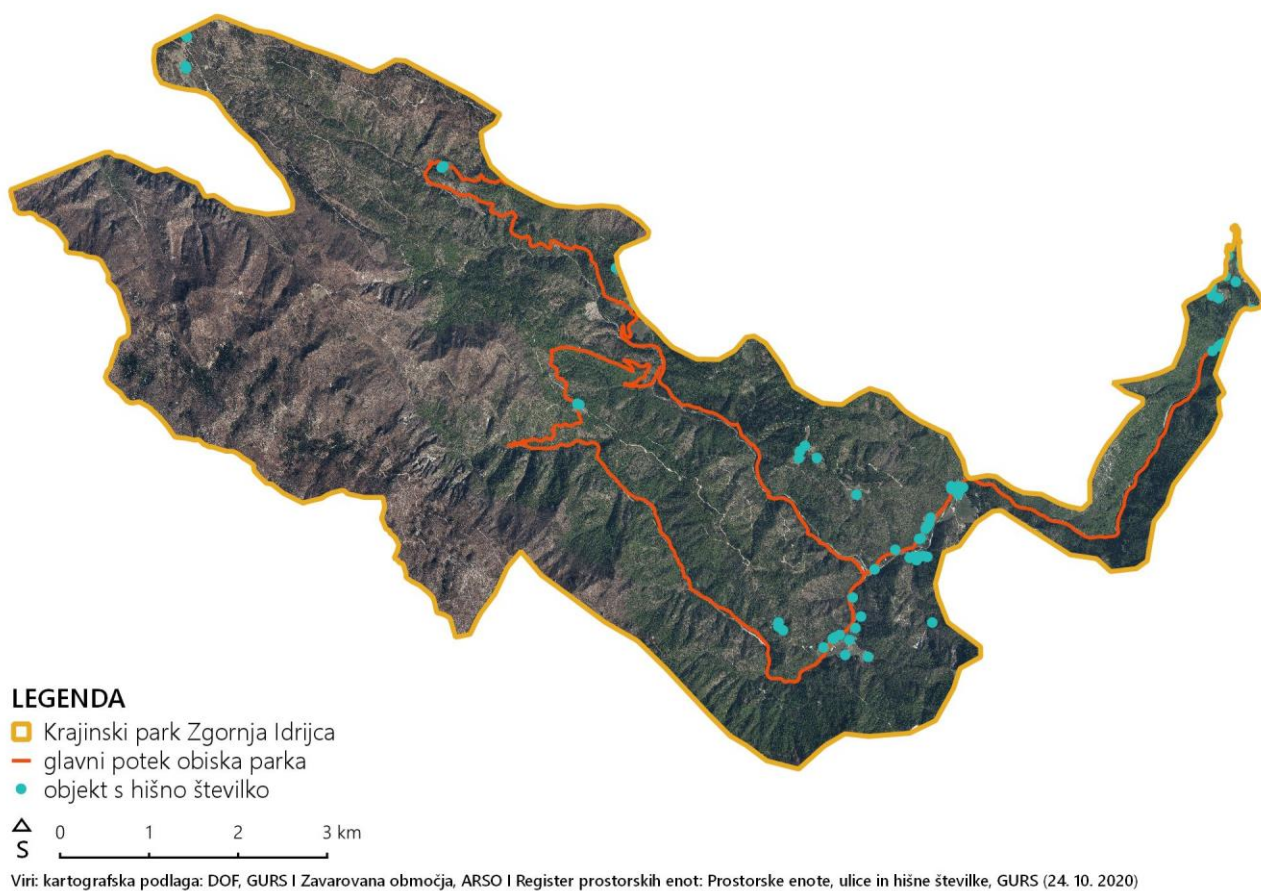 LEGENDA
Krajinski park Zgornja Idrijca
glavni potek obiska parka
objekt s hišno številko
0 1 2 3 km
S
Viri: kartografska podlaga: DOF, GURS I Zavarovana območja, ARSO I Register prostorskih enot: Prostorske enote, ulice in hišne številke, GURS (24. 10. 2020)